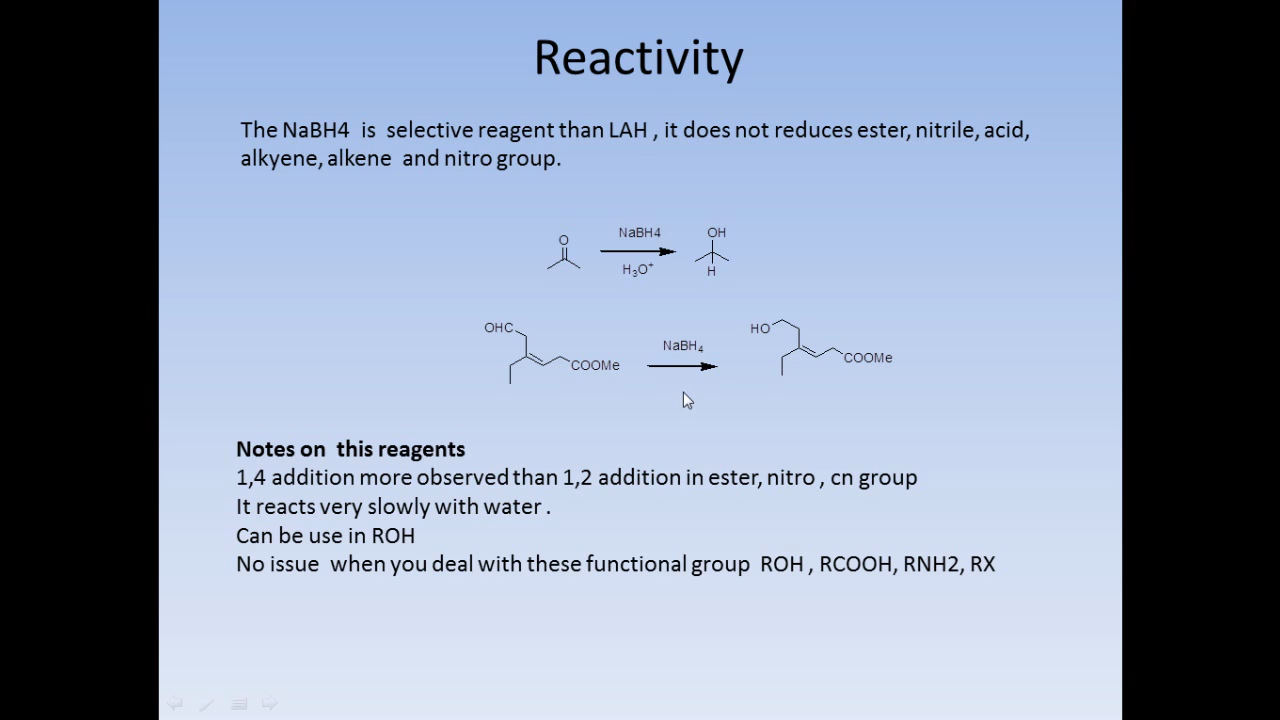 Reactivity
The NaBH4 is selective reagent than LAH , it does not reduces ester, nitrile, acid,
alkyene, alkene and nitro group.
O
NaBH4
H3O+
OH
H
OHC
COOMe
NaBH4
HO
COOMe
Notes on this reagents
1,4 addition more observed than 1,2 addition in ester, nitro , cn group
It reacts very slowly with water .
Can be use in ROH
No issue when you deal with these functional group ROH , RCOOH, RNH2, RX